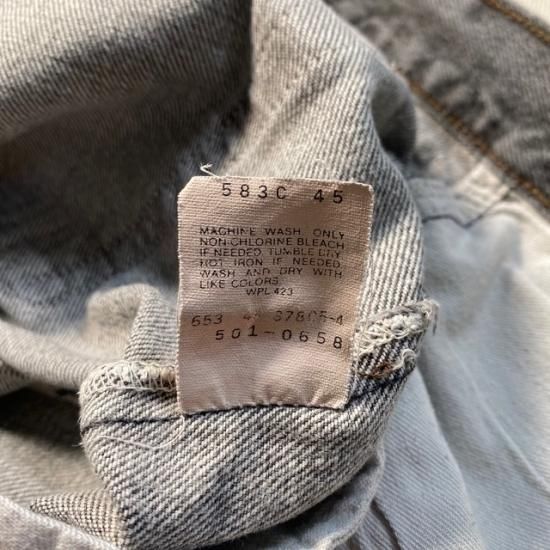 583C 45
MACHINE WASH ONLY
NON-CHLORINE BLEACH
IF NEEDED. TUMBLE DRY
HOT IRON IF NEEDED
WASH AND DRY WITH
LIKE COLORS.
WPL 423
653
501-0658